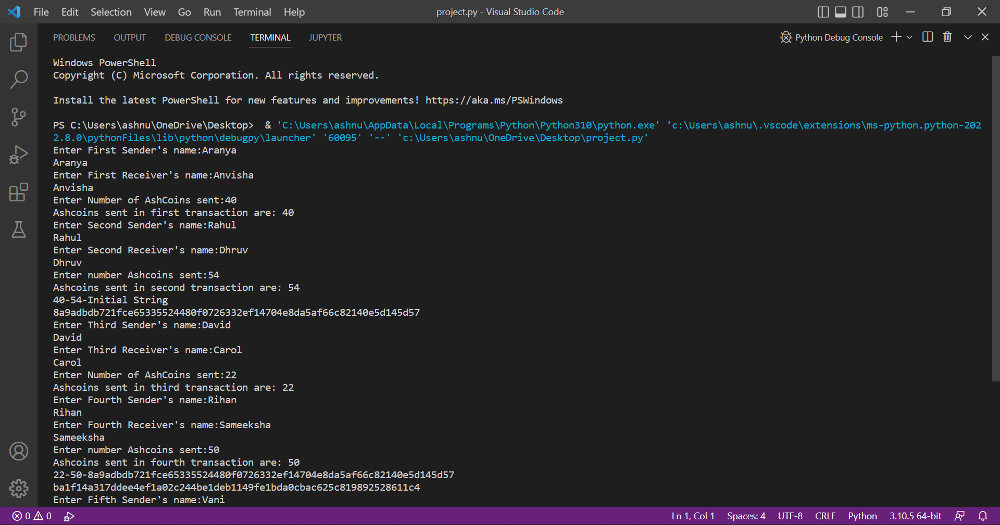 File Edit Selection View Go Run Terminal Help project.py - Visual Studio Code
PROBLEMS OUTPUT DEBUG CONSOLE TERMINAL JUPYTER Python Debug Console
Windows PowerShell
Copyright (C) Microsoft Corporation. All rights reserved.
Install the latest PowerShell for new features and improvements! https://aka.ms/PSWindows
PS C:\Users\ashnu\OneDrive\Desktop>  & 'C:\Users\ashnu\AppData\Local\Programs\Python\Python310\python.exe' 'c:\Users\ashnu\.vscode\extensions\ms-python.python-202
2.8.0\pythonFiles\lib\python\debugpy\launcher' '60095' '--' 'c:\Users\ashnu\OneDrive\Desktop\project.py'
Enter First Sender's name:Aranya
Aranya
Enter First Receiver's name:Anvisha
Anvisha
Enter Number of AshCoins sent:40
Ashcoins sent in first transaction are: 40
Enter Second Sender's name:Rahul
Rahul
Enter Second Receiver's name:Dhruv
Dhruv
Enter number Ashcoins sent:54
Ashcoins sent in second transaction are: 54
40-54-Initial String
8a9adbdb721fce65335524480f0726332ef14704e8da5af66c82140e5d145d57
Enter Third Sender's name:David
David
Enter Third Receiver's name:Carol
Carol
Enter Number of AshCoins sent:22
Ashcoins sent in third transaction are: 22
Enter Fourth Sender's name:Rihan
Rihan
Enter Fourth Receiver's name:Sameeksha
Sameeksha
Enter number Ashcoins sent:50
Ashcoins sent in fourth transaction are: 50
22-50-8a9adbdb721fce65335524480f0726332ef14704e8da5af66c82140e5d145d57
ba1f14a317ddee4ef1a02c244be1deb1149fe1bda0cbac625c819892528611c4
Enter Fifth Sender's name:Vani
0 0 Ln 1, Col 1 Spaces: 4 UTF-8 CRLF Python 3.10.5 64-bit